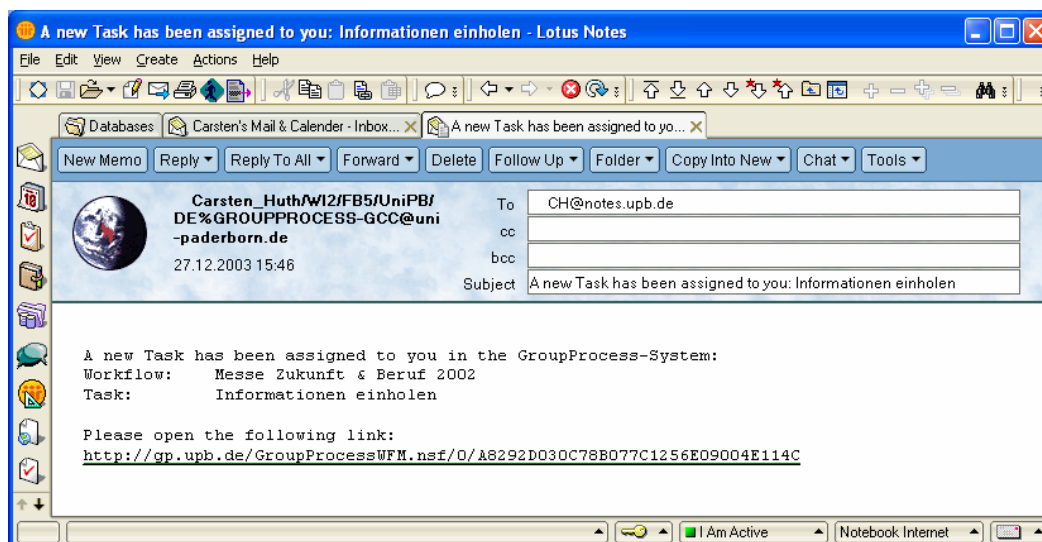 A new Task has been assigned to you: Informationen einholen - Lotus Notes
File Edit View Create Actions Help
Databases Carsten's Mail & Calender - Inbox... A new Task has been assigned to yo...
New Memo Reply Reply To All Forward Delete Follow Up Folder Copy Into New Chat Tools
Carsten_Huth/WI2/FB5/UniPB/
DE%GROUPPROCESS-GCC@uni
-paderborn.de
27.12.2003 15:46
To CH@notes.upb.de
cc
bcc
Subject A new Task has been assigned to you: Informationen einholen
A new Task has been assigned to you in the GroupProcess-System:
Workflow: Messe Zukunft & Beruf 2002
Task: Informationen einholen
Please open the following link:
http://gp.upb.de/GroupProcessWFM.nsf/0/A8292D030C78B077C1256E09004E114C
I Am Active Notebook Internet